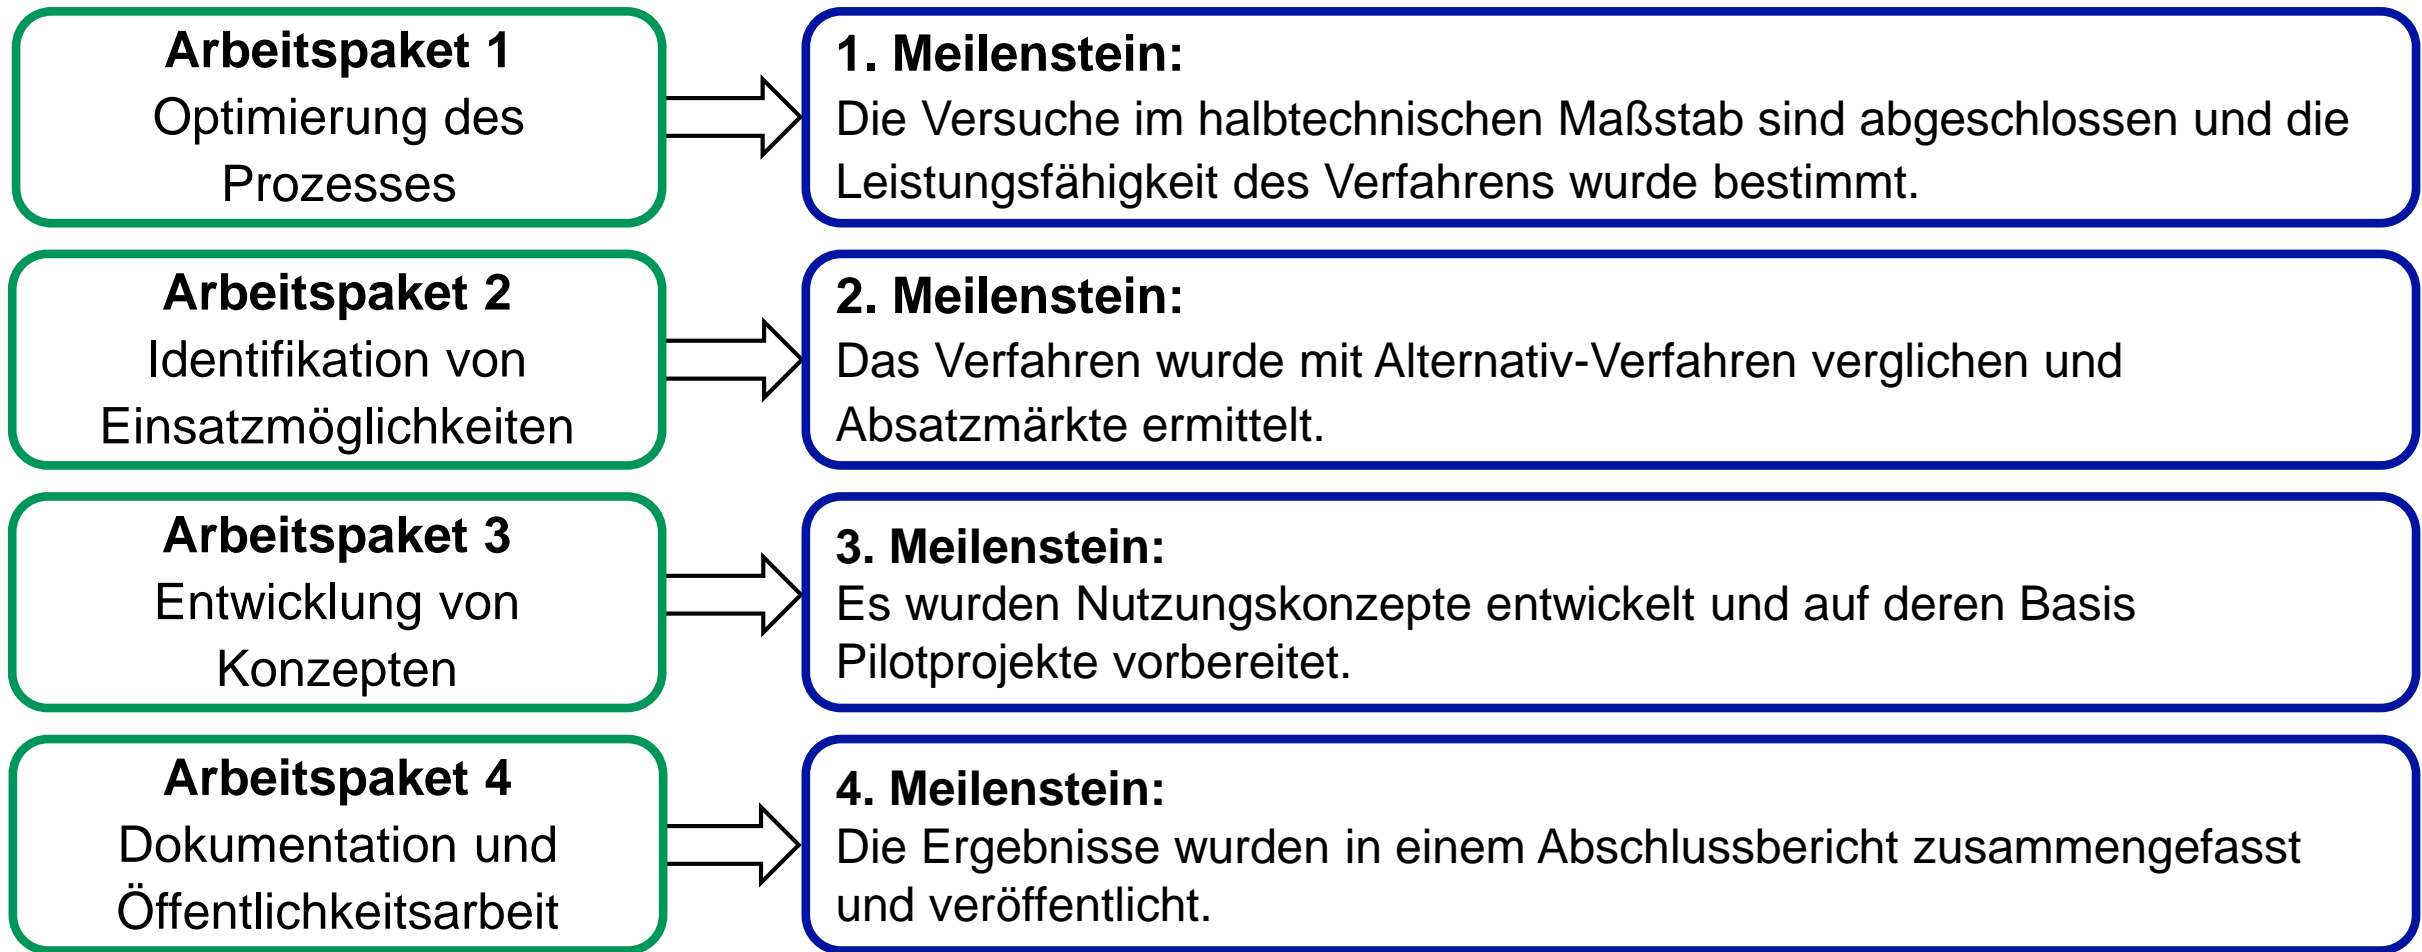 Arbeitspaket 1
Optimierung des
Prozesses
1. Meilenstein:
Die Versuche im halbtechnischen Maßstab sind abgeschlossen und die
Leistungsfähigkeit des Verfahrens wurde bestimmt.
Arbeitspaket 2
Identifikation von
Einsatzmöglichkeiten
2. Meilenstein:
Das Verfahren wurde mit Alternativ-Verfahren verglichen und
Absatzmärkte ermittelt.
Arbeitspaket 3
Entwicklung von
Konzepten
3. Meilenstein:
Es wurden Nutzungskonzepte entwickelt und auf deren Basis
Pilotprojekte vorbereitet.
Arbeitspaket 4
Dokumentation und
Öffentlichkeitsarbeit
4. Meilenstein:
Die Ergebnisse wurden in einem Abschlussbericht zusammengefasst
und veröffentlicht.